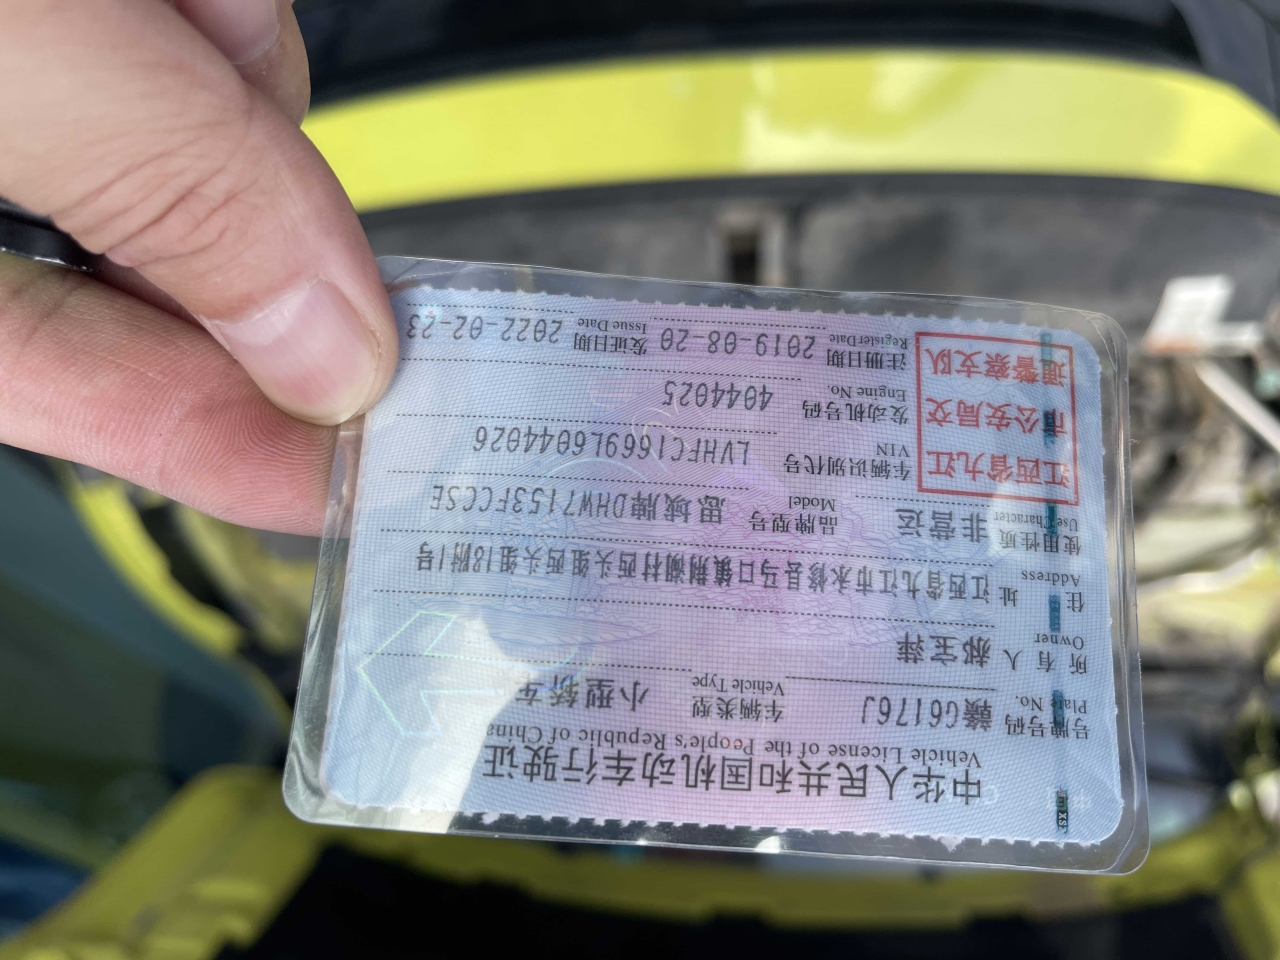 中华人民共和国机动车行驶证
Vehicle License of the People's Republic of China
号牌号码 赣G6176J 车辆类型 小型轿车
Plate No. Vehicle Type
所有人 郝宝萍
Owner
住址 江西省九江市永修县马口镇荆湖村西头组西头组18附1号
Address
使用性质 非营运 品牌型号 思域牌DHW7153FCCSE
Use Character Model
江西省九江
市公安局交
通警察支队
车辆识别代号 LVHFC1669L6044026
VIN
发动机号码 4044025
Engine No.
注册日期 2019-08-20 发证日期 2022-02-23
Register Date Issue Date